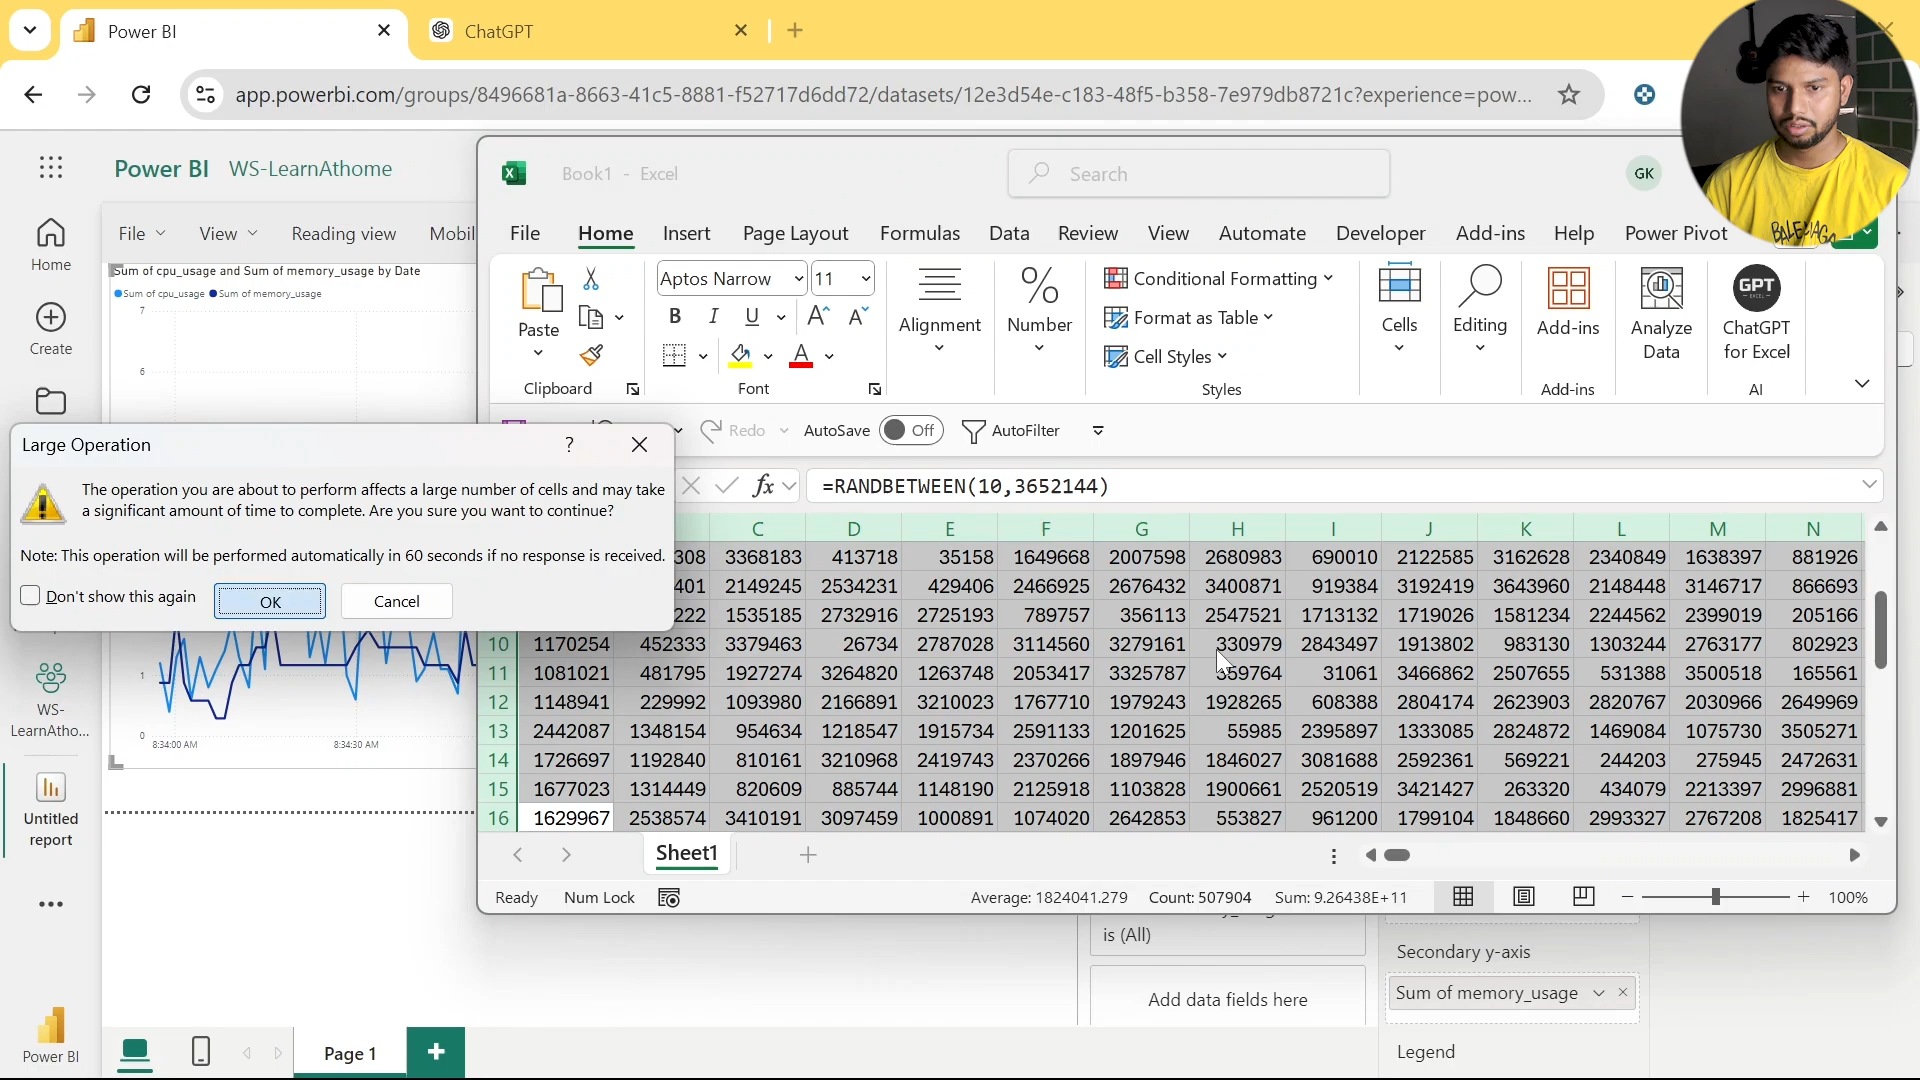 Power BI
ChatGPT
app.powerbi.com/groups/8496681a-8663-41c5-8881-f52717d6dd72/datasets/12e3d54e-c183-48f5-b358-7e979db8721c?experience=pow...
Power BI WS-LearnAthome
Book1 - Excel
Search
GK
Home
Create
File
View
Reading view
Mobil
File Home Insert Page Layout Formulas Data Review View Automate Developer Add-ins Help Power Pivot
Sum of cpu_usage and Sum of memory_usage by Date
Sum of cpu_usage Sum of memory_usage
7
6
1
0
8:34:00 AM 8:34:30 AM
Paste
Clipboard
Aptos Narrow 11
B I U A A
A
Font
Alignment
Number
%
Conditional Formatting
Format as Table
Cell Styles
Styles
Cells
Editing
Add-ins
Add-ins
Analyze
Data
GPT
EXCEL
ChatGPT
for Excel
AI
Redo AutoSave Off AutoFilter
Large Operation ?
The operation you are about to perform affects a large number of cells and may take
a significant amount of time to complete. Are you sure you want to continue?
Note: This operation will be performed automatically in 60 seconds if no response is received.
Don't show this again OK Cancel
fx =RANDBETWEEN(10,3652144)
C D E F G H I J K L M N
308 3368183 413718 35158 1649668 2007598 2680983 690010 2122585 3162628 2340849 1638397 881926
401 2149245 2534231 429406 2466925 2676432 3400871 919384 3192419 3643960 2148448 3146717 866693
222 1535185 2732916 2725193 789757 356113 2547521 1713132 1719026 1581234 2244562 2399019 205166
10 1170254 452333 3379463 26734 2787028 3114560 3279161 330979 2843497 1913802 983130 1303244 2763177 802923
11 1081021 481795 1927274 3264820 1263748 2053417 3325787 359764 31061 3466862 2507655 531388 3500518 165561
12 1148941 229992 1093980 2166891 3210023 1767710 1979243 1928265 608388 2804174 2623903 2820767 2030966 2649969
13 2442087 1348154 954634 1218547 1915734 2591133 1201625 55985 2395897 1333085 2824872 1469084 1075730 3505271
14 1726697 1192840 810161 3210968 2419743 2370266 1897946 1846027 3081688 2592361 569221 244203 275945 2472631
15 1677023 1314449 820609 885744 1148190 2125918 1103828 1900661 2520519 3421427 263320 434079 2213397 2996881
16 1629967 2538574 3410191 3097459 1000891 1074020 2642853 553827 961200 1799104 1848660 2993327 2767208 1825417
Sheet1
Ready Num Lock Average: 1824041.279 Count: 507904 Sum: 9.26438E+11 100%
WS-
LearnAtho...
Untitled
report
Power BI
Page 1
is (All)
Add data fields here
Secondary y-axis
Sum of memory_usage
Legend